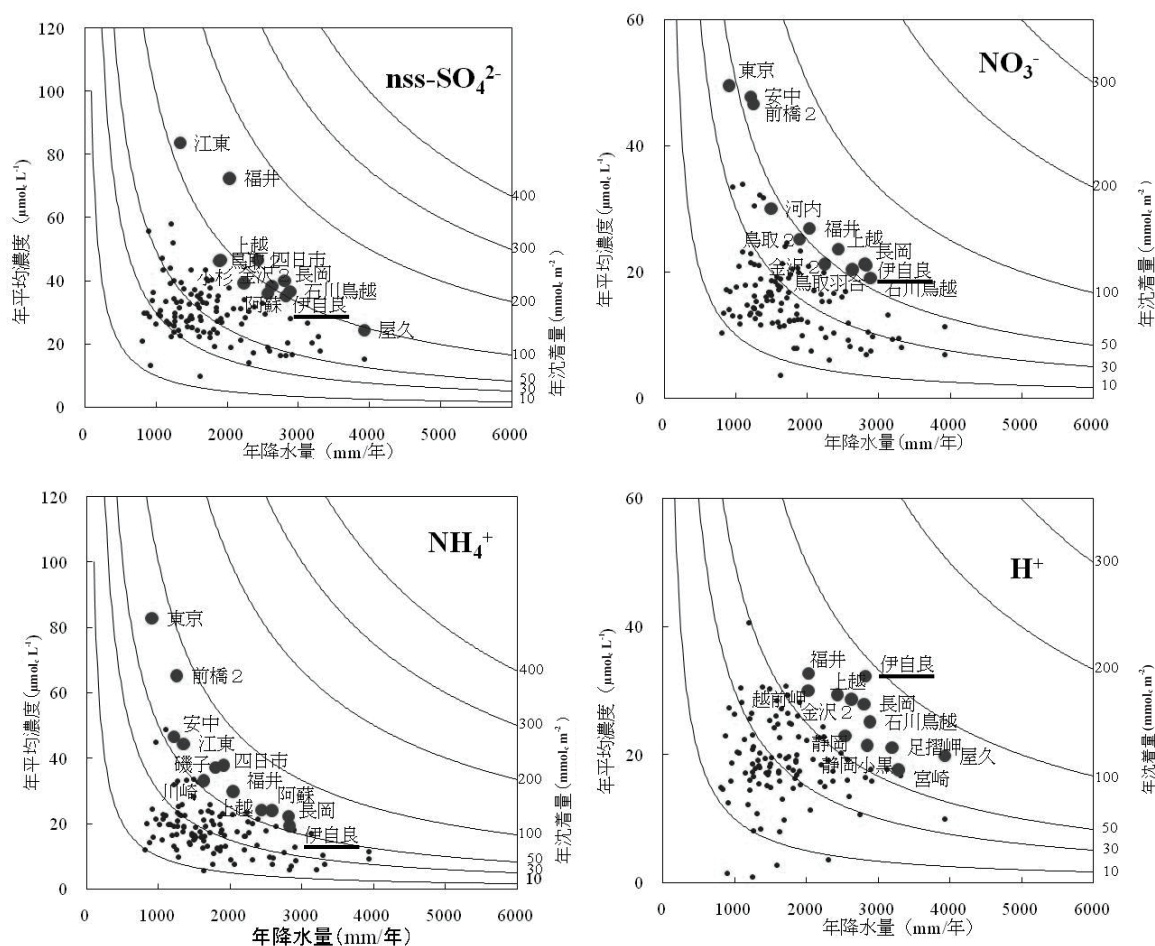 nss-SO₄²⁻
120
100
80
60
40
20
0
年平均濃度 (μmolc L⁻¹)
江東
福井
上越
鳥取2
四日市
杉
金沢2
長岡
阿蘇
石川鳥越
伊自良
屋久
400
300
200
100
50
30
10
年沈着量 (mmolc m⁻²)
0 1000 2000 3000 4000 5000 6000
年降水量 (mm/年)
NO₃⁻
60
40
20
0
年平均濃度 (μmolc L⁻¹)
東京
安中
前橋2
河内
福井
鳥取2
上越
長岡
金沢2
伊自良
鳥取羽合
石川鳥越
300
200
100
50
30
10
年沈着量 (mmolc m⁻²)
0 1000 2000 3000 4000 5000 6000
年降水量 (mm/年)
NH₄⁺
120
100
80
60
40
20
0
年平均濃度 (μmolc L⁻¹)
東京
前橋2
安中
江東
磯子
四日市
川崎
福井
上越
阿蘇
長岡
伊自良
400
300
200
100
50
30
10
年沈着量 (mmolc m⁻²)
0 1000 2000 3000 4000 5000 6000
年降水量 (mm/年)
H⁺
60
40
20
0
年平均濃度 (μmolc L⁻¹)
福井
伊自良
越前岬
上越
金沢2
長岡
石川鳥越
静岡
足摺岬
静岡小黒
屋久
宮崎
300
200
100
50
30
10
年沈着量 (mmolc m⁻²)
0 1000 2000 3000 4000 5000 6000
年降水量 (mm/年)